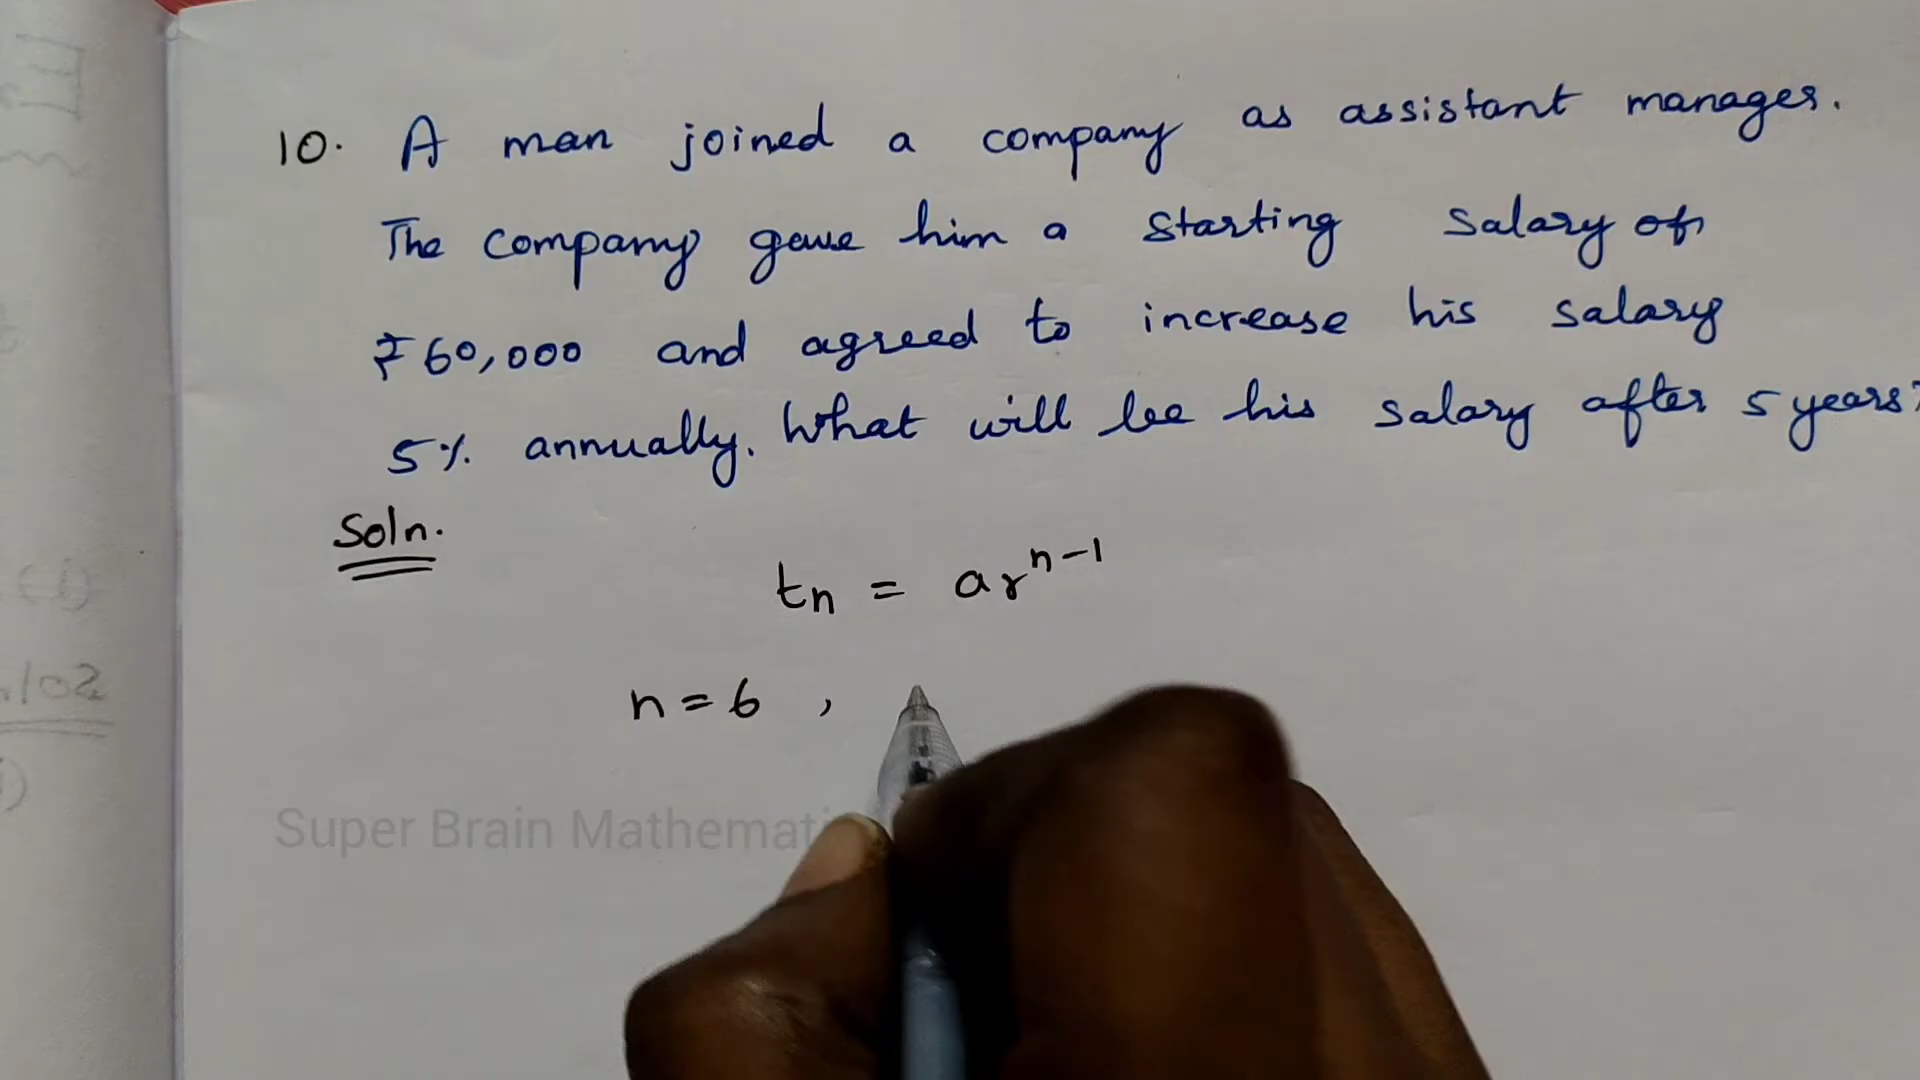 10. A man joined a company as assistant manager.
The company gave him a starting salary of
₹60,000 and agreed to increase his salary
5% annually. What will be his salary after 5 years?
Soln.
tn = ar^n-1
n = 6 ,
Super Brain Mathemati